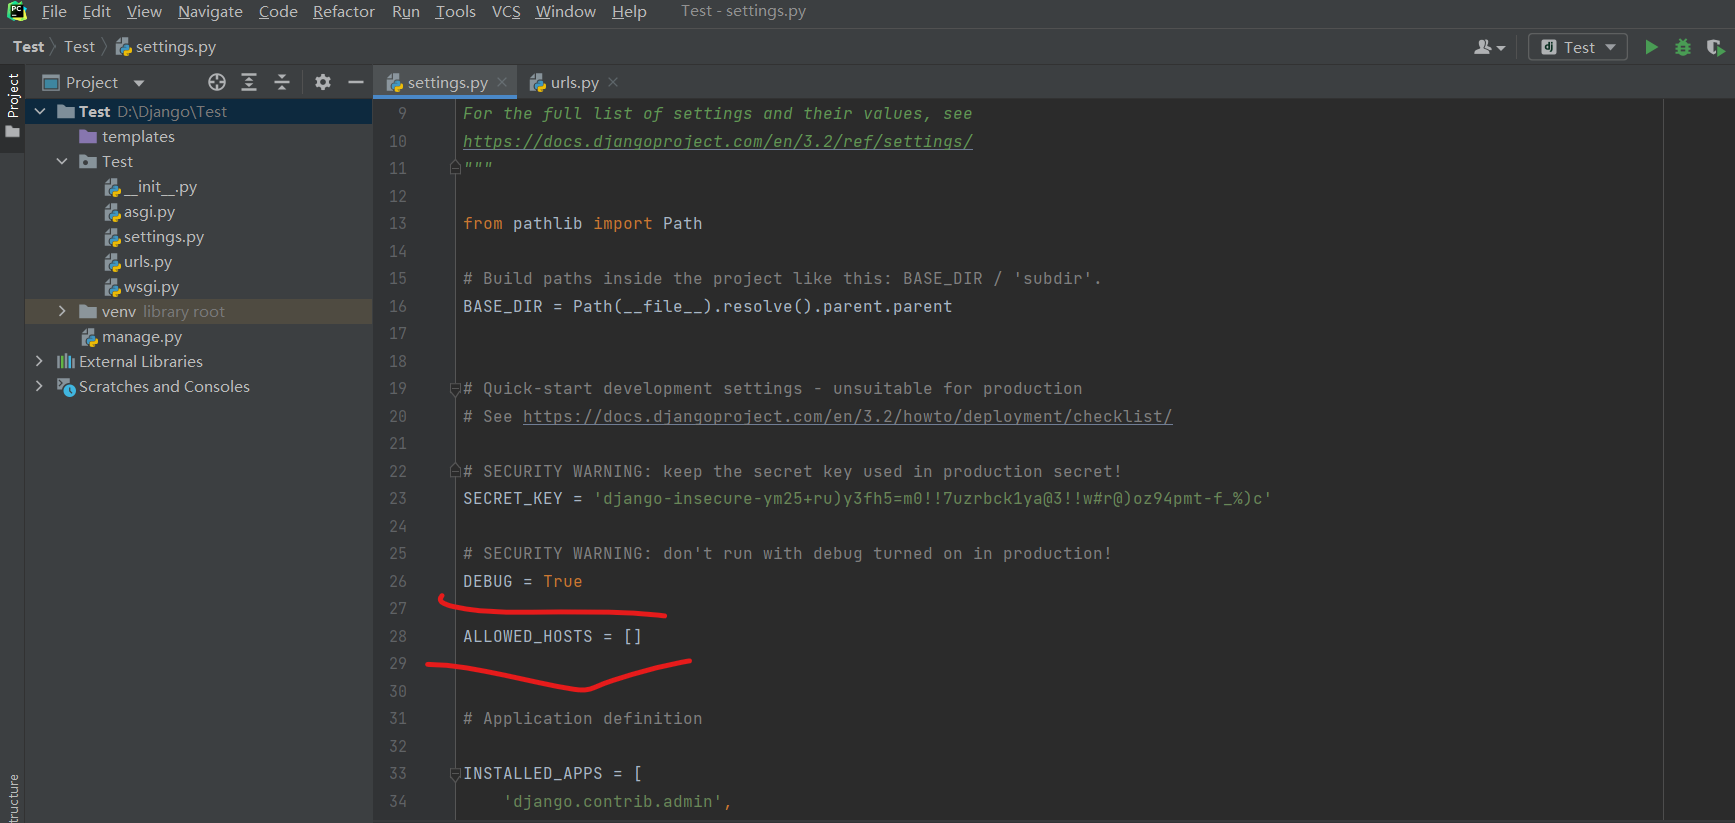 File Edit View Navigate Code Refactor Run Tools VCS Window Help Test - settings.py
Test Test settings.py
Test
Project
Project
settings.py
urls.py
Test D:\Django\Test
templates
Test
__init__.py
asgi.py
settings.py
urls.py
wsgi.py
venv library root
manage.py
External Libraries
Scratches and Consoles
9 For the full list of settings and their values, see
10 https://docs.djangoproject.com/en/3.2/ref/settings/
11 """
12
13 from pathlib import Path
14
15 # Build paths inside the project like this: BASE_DIR / 'subdir'.
16 BASE_DIR = Path(__file__).resolve().parent.parent
17
18
19 # Quick-start development settings - unsuitable for production
20 # See https://docs.djangoproject.com/en/3.2/howto/deployment/checklist/
21
22 # SECURITY WARNING: keep the secret key used in production secret!
23 SECRET_KEY = 'django-insecure-ym25+ru)y3fh5=m0!!7uzrbck1ya@3!!w#r@)oz94pmt-f_%)c'
24
25 # SECURITY WARNING: don't run with debug turned on in production!
26 DEBUG = True
27
28 ALLOWED_HOSTS = []
29
30
31 # Application definition
32
33 INSTALLED_APPS = [
34 'django.contrib.admin',
tructure